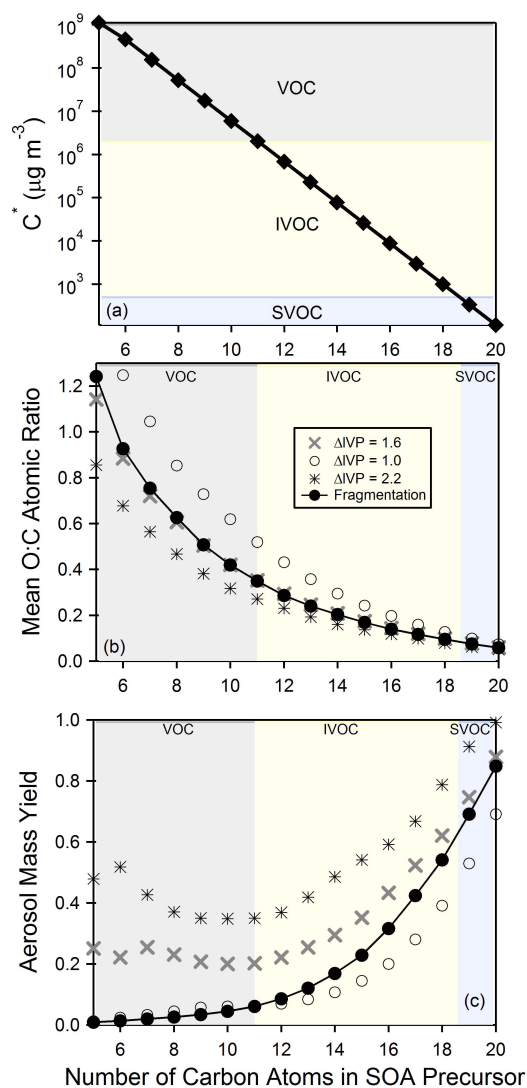 10^9
10^8
10^7
10^6
10^5
10^4
10^3
C* (μg m^-3)
VOC
IVOC
SVOC
(a)
6 8 10 12 14 16 18 20
VOC IVOC SVOC
1.2
1.0
0.8
0.6
0.4
0.2
0.0
Mean O:C Atomic Ratio
ΔIVP = 1.6
ΔIVP = 1.0
ΔIVP = 2.2
Fragmentation
(b)
6 8 10 12 14 16 18 20
VOC IVOC SVOC
1.0
0.8
0.6
0.4
0.2
0.0
Aerosol Mass Yield
(c)
6 8 10 12 14 16 18 20
Number of Carbon Atoms in SOA Precursor